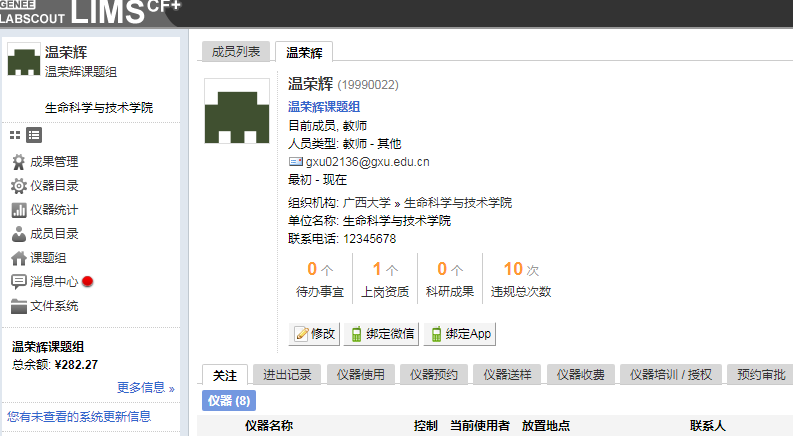 GENEE
LABSCOUT LIMS CF+
温荣辉
温荣辉课题组
生命科学与技术学院
成果管理
仪器目录
仪器统计
成员目录
课题组
消息中心
文件系统
温荣辉课题组
总余额: ¥282.27
更多信息 »
您有未查看的系统更新信息
成员列表 温荣辉
温荣辉 (19990022)
温荣辉课题组
目前成员, 教师
人员类型: 教师 - 其他
gxu02136@gxu.edu.cn
最初 - 现在
组织机构: 广西大学 » 生命科学与技术学院
单位名称: 生命科学与技术学院
联系电话: 12345678
0 个 1 个 0 个 10 次
待办事宜 上岗资质 科研成果 违规总次数
修改 绑定微信 绑定App
关注 进出记录 仪器使用 仪器预约 仪器送样 仪器收费 仪器培训 / 授权 预约审批
仪器 (8)
仪器名称 控制 当前使用者 放置地点 联系人